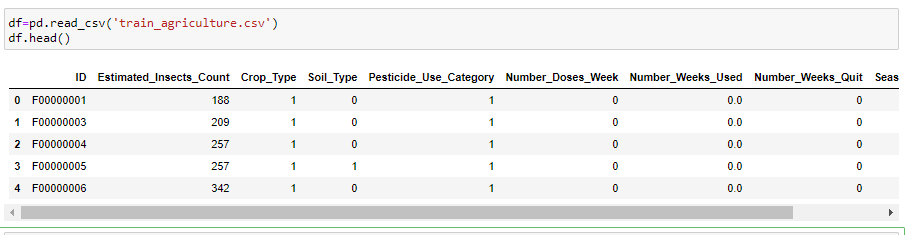 df=pd.read_csv('train_agriculture.csv')
df.head()
ID Estimated_Insects_Count Crop_Type Soil_Type Pesticide_Use_Category Number_Doses_Week Number_Weeks_Used Number_Weeks_Quit Seas
0 F00000001 188 1 0 1 0 0.0 0
1 F00000003 209 1 0 1 0 0.0 0
2 F00000004 257 1 0 1 0 0.0 0
3 F00000005 257 1 1 1 0 0.0 0
4 F00000006 342 1 0 1 0 0.0 0